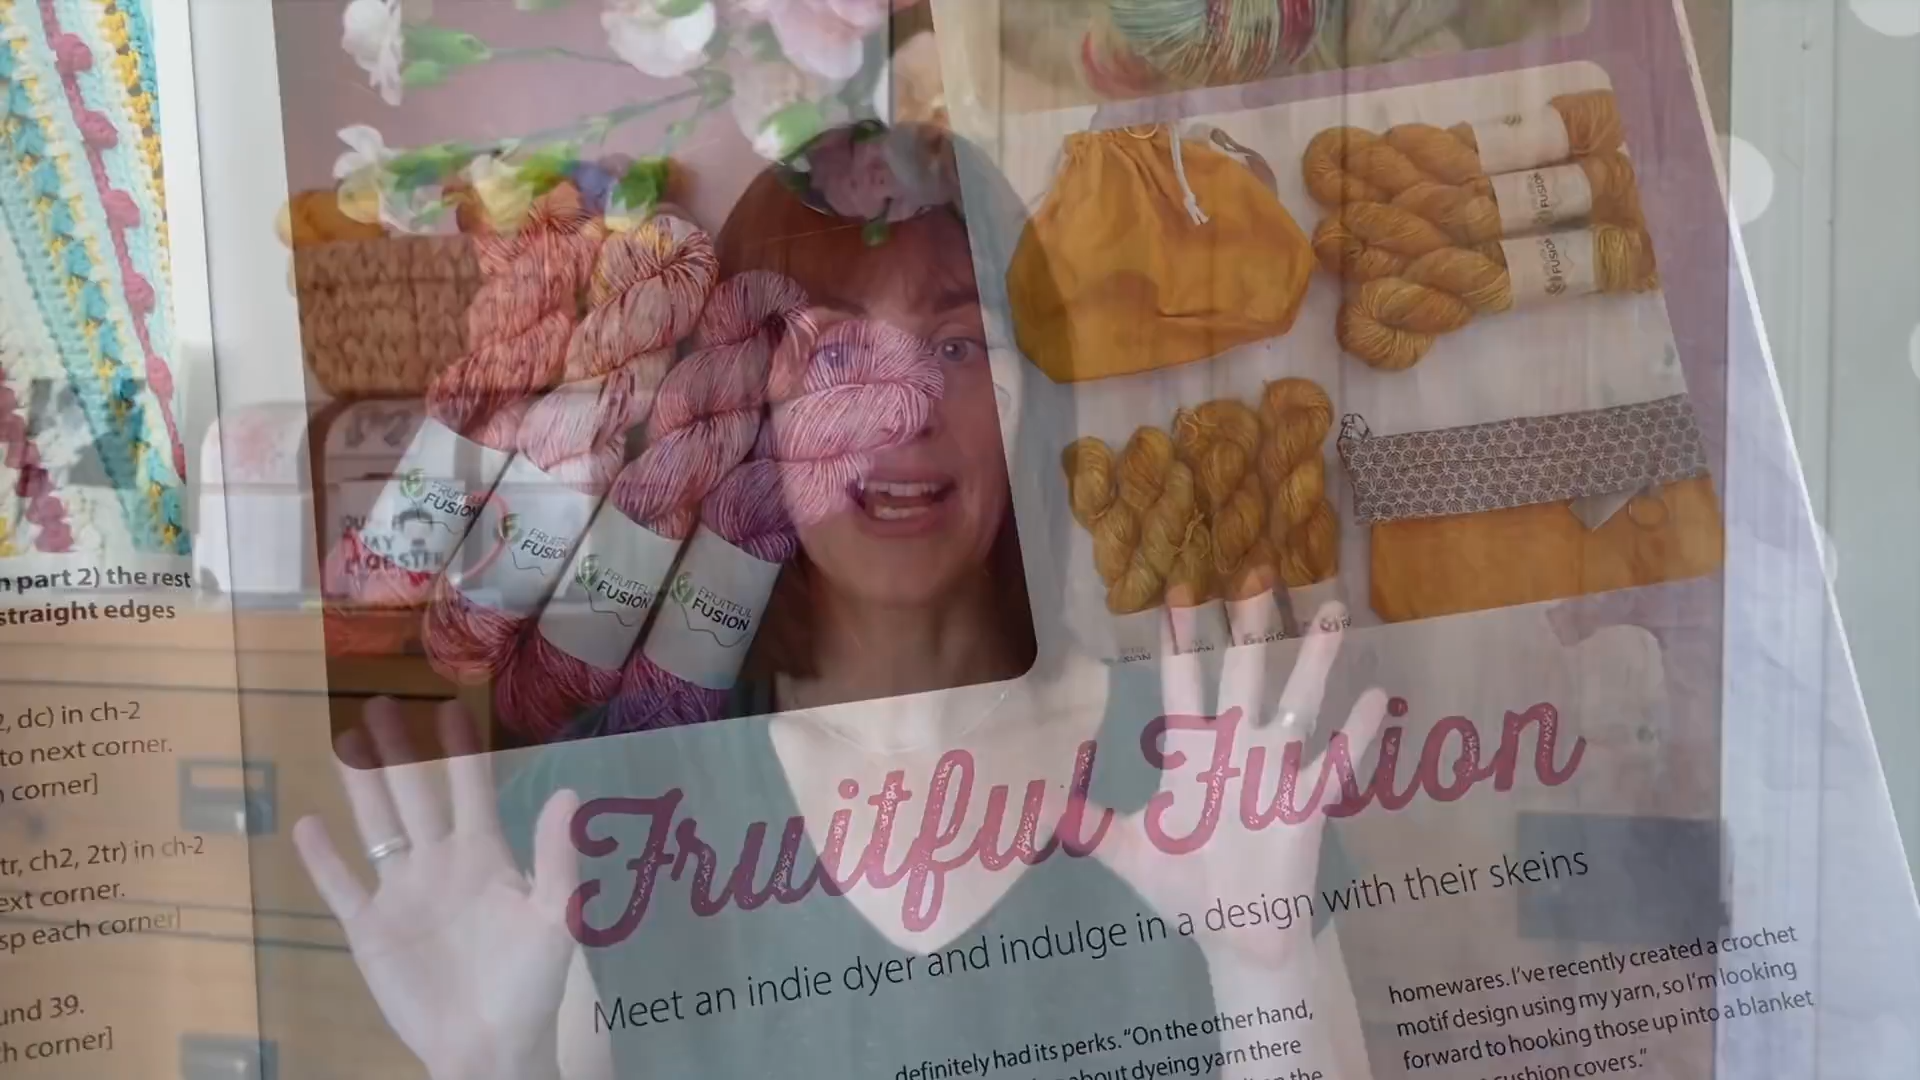 n part 2) the rest
straight edges
2, dc) in ch-2
to next corner.
corner]
tr, ch2, 2tr) in ch-2
ext corner.
sp each corner]
und 39.
h corner]
FRUITFUL
FUSION
FRUITFUL
FUSION
FRUITFUL
FUSION
FRUITFUL
FUSION
FUSION
FUSION
Fruitful Fusion
Meet an indie dyer and indulge in a design with their skeins
definitely had its perks. "On the other hand,
about dyeing yarn there
the
homewares. I've recently created a crochet
motif design using my yarn, so I'm looking
forward to hooking those up into a blanket
cushion covers."